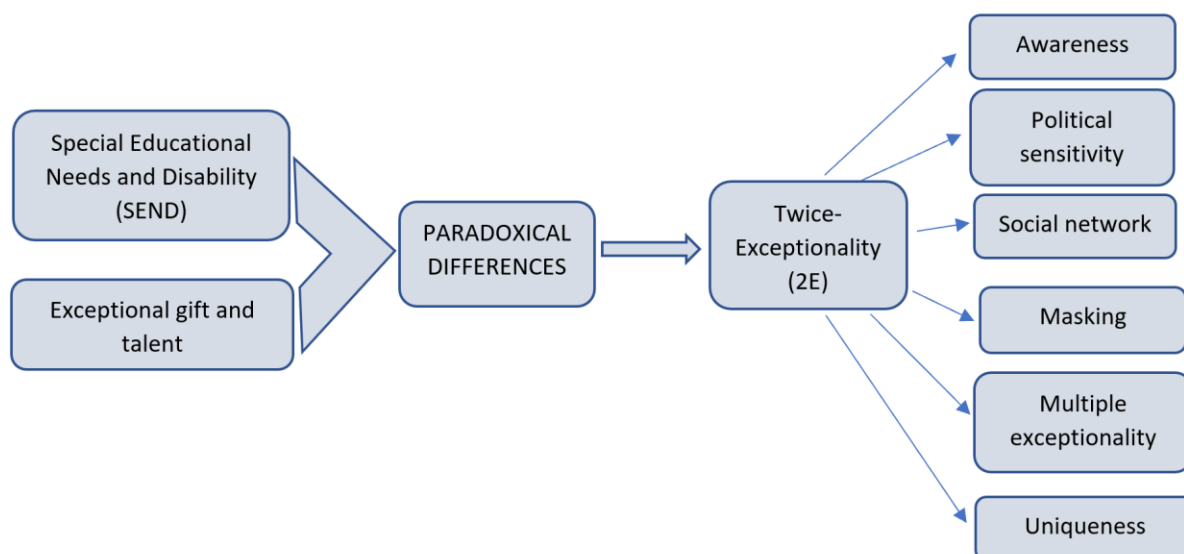 Special Educational
Needs and Disability
(SEND)
Exceptional gift and
talent
PARADOXICAL
DIFFERENCES
Twice-
Exceptionality
(2E)
Awareness
Political
sensitivity
Social network
Masking
Multiple
exceptionality
Uniqueness